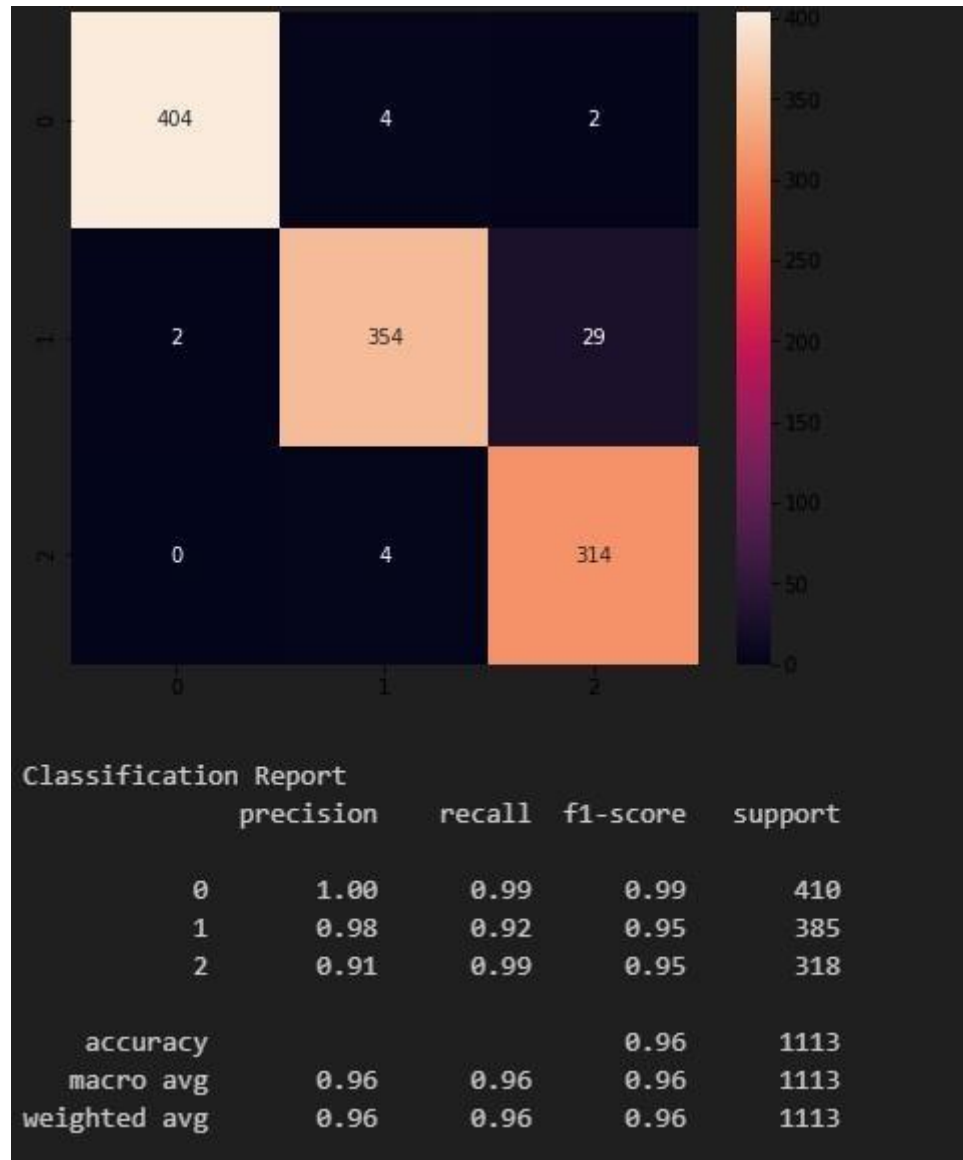 400
0 404 4 2
350
300
250
1 2 354 29
200
150
100
2 0 4 314
50
0
0 1 2
Classification Report
precision recall f1-score support
0 1.00 0.99 0.99 410
1 0.98 0.92 0.95 385
2 0.91 0.99 0.95 318
accuracy 0.96 1113
macro avg 0.96 0.96 0.96 1113
weighted avg 0.96 0.96 0.96 1113